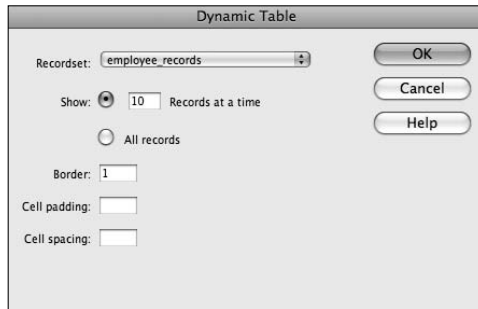 Dynamic Table
Recordset: employee_records
OK
Show: 10 Records at a time
Cancel
All records
Help
Border: 1
Cell padding:
Cell spacing: